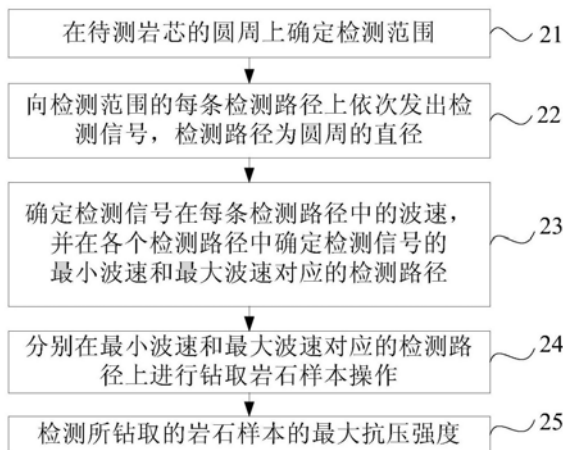 在待测岩芯的圆周上确定检测范围
21
向检测范围的每条检测路径上依次发出检
测信号，检测路径为圆周的直径
22
确定检测信号在每条检测路径中的波速，
并在各个检测路径中确定检测信号的
最小波速和最大波速对应的检测路径
23
分别在最小波速和最大波速对应的检测路
径上进行钻取岩石样本操作
24
检测所钻取的岩石样本的最大抗压强度
25